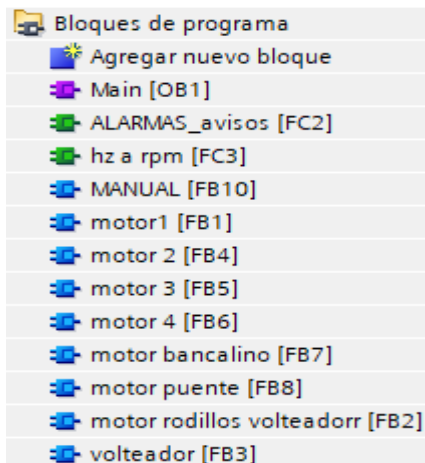 Bloques de programa
Agregar nuevo bloque
Main [OB1]
ALARMAS_avisos [FC2]
hz a rpm [FC3]
MANUAL [FB10]
motor1 [FB1]
motor 2 [FB4]
motor 3 [FB5]
motor 4 [FB6]
motor bancalino [FB7]
motor puente [FB8]
motor rodillos volteadorr [FB2]
volteador [FB3]